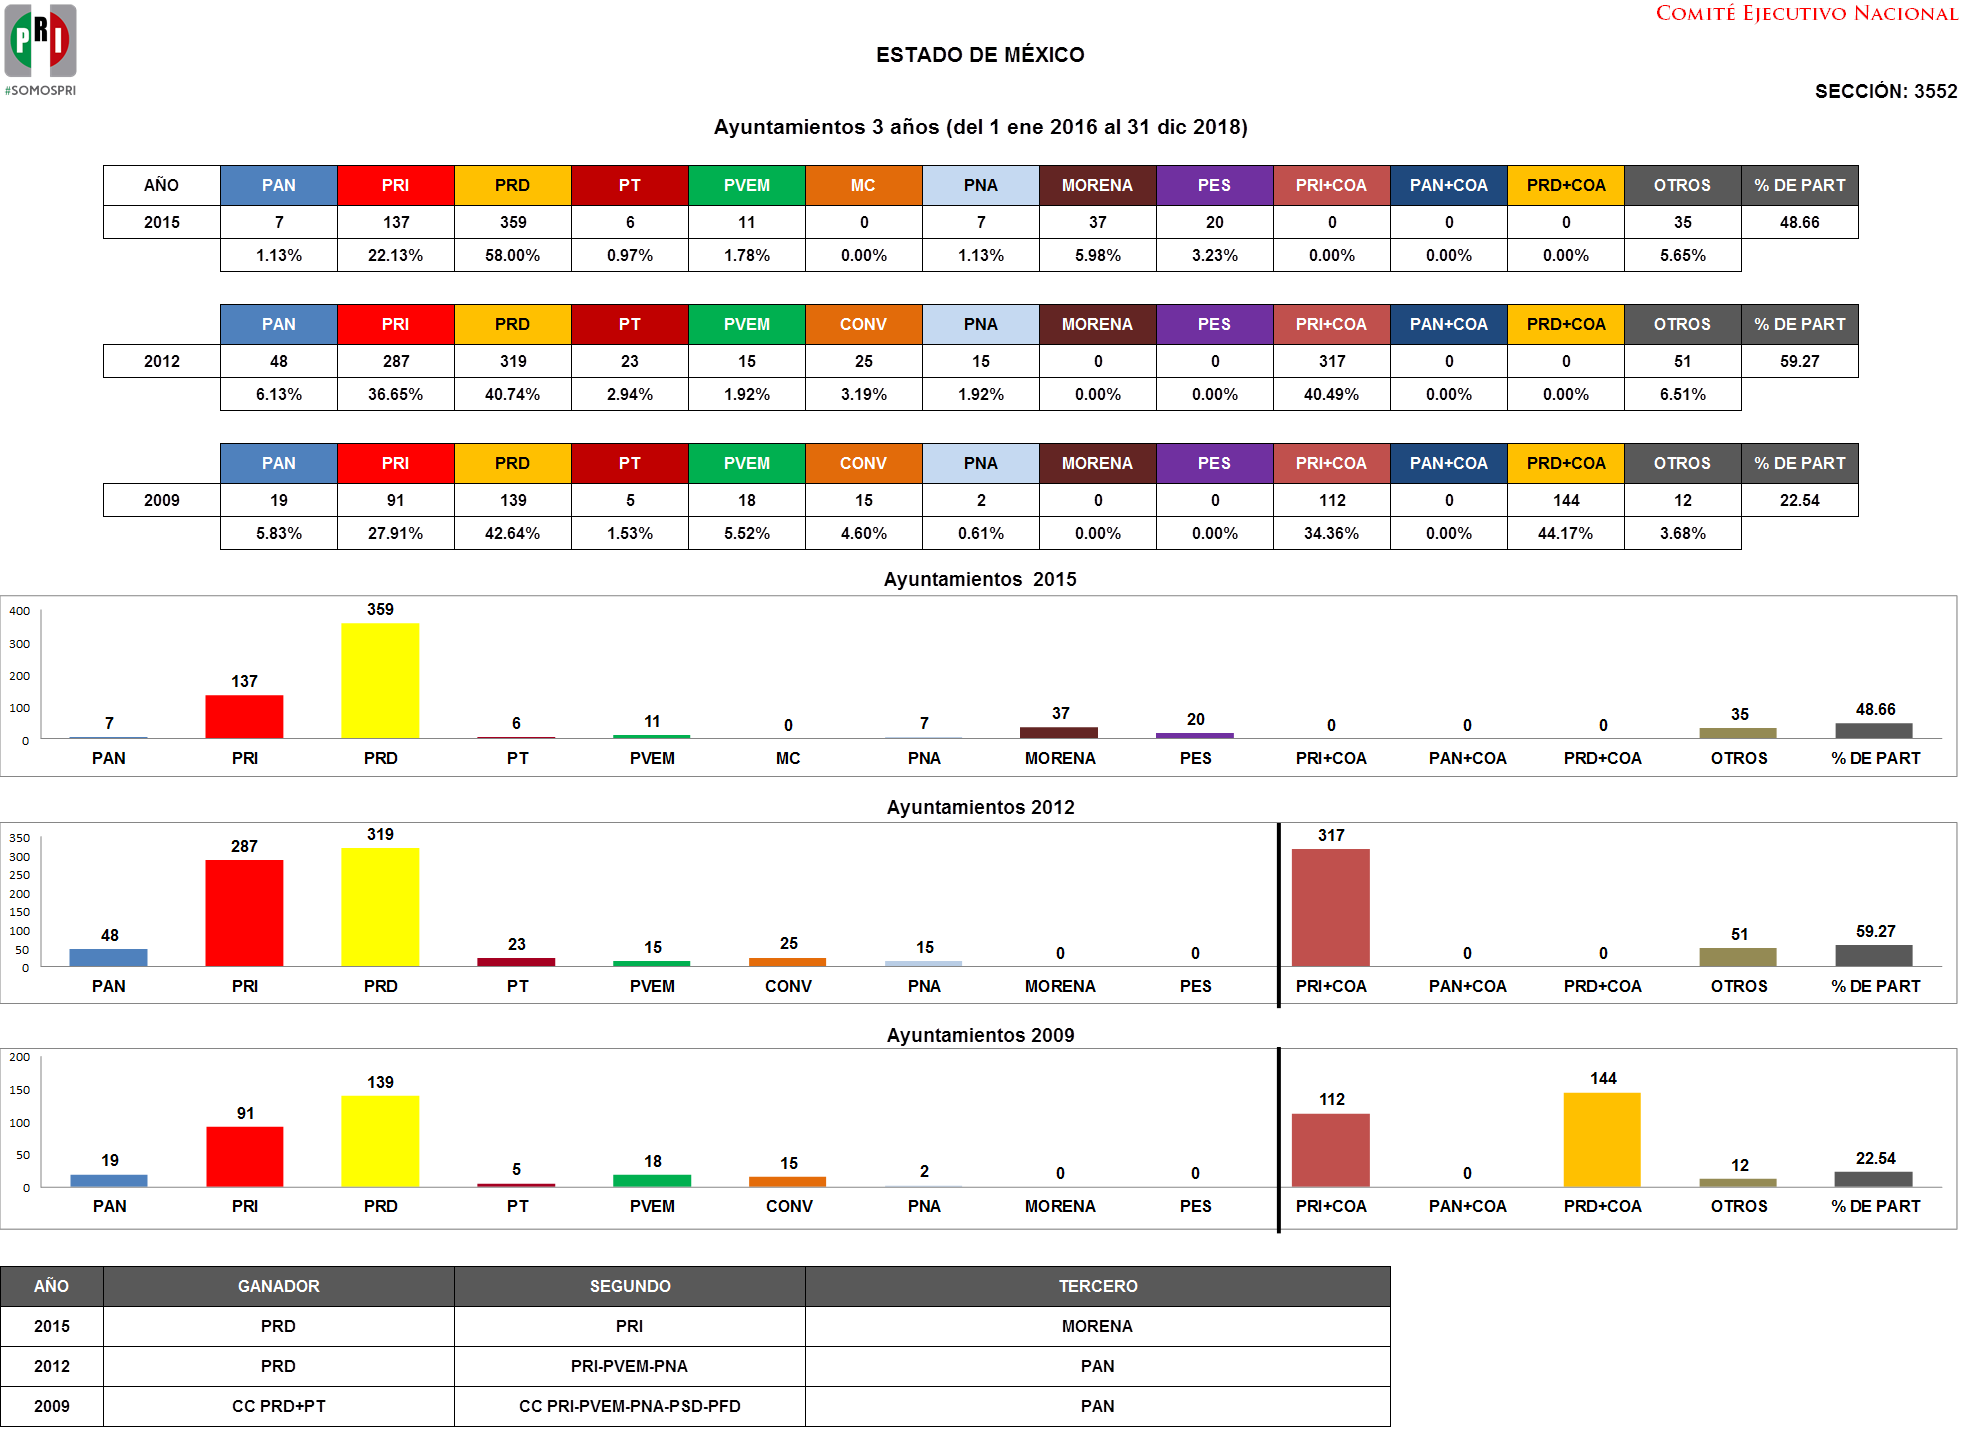 PRI
#SOMOSPRI
COMITÉ EJECUTIVO NACIONAL
ESTADO DE MÉXICO
SECCIÓN: 3552
Ayuntamientos 3 años (del 1 ene 2016 al 31 dic 2018)
AÑO PAN PRI PRD PT PVEM MC PNA MORENA PES PRI+COA PAN+COA PRD+COA OTROS % DE PART
2015 7 137 359 6 11 0 7 37 20 0 0 0 35 48.66
1.13% 22.13% 58.00% 0.97% 1.78% 0.00% 1.13% 5.98% 3.23% 0.00% 0.00% 0.00% 5.65%
PAN PRI PRD PT PVEM CONV PNA MORENA PES PRI+COA PAN+COA PRD+COA OTROS % DE PART
2012 48 287 319 23 15 25 15 0 0 317 0 0 51 59.27
6.13% 36.65% 40.74% 2.94% 1.92% 3.19% 1.92% 0.00% 0.00% 40.49% 0.00% 0.00% 6.51%
PAN PRI PRD PT PVEM CONV PNA MORENA PES PRI+COA PAN+COA PRD+COA OTROS % DE PART
2009 19 91 139 5 18 15 2 0 0 112 0 144 12 22.54
5.83% 27.91% 42.64% 1.53% 5.52% 4.60% 0.61% 0.00% 0.00% 34.36% 0.00% 44.17% 3.68%
Ayuntamientos 2015
400
300
200
100
0
7 137 359 6 11 0 7 37 20 0 0 0 35 48.66
PAN PRI PRD PT PVEM MC PNA MORENA PES PRI+COA PAN+COA PRD+COA OTROS % DE PART
Ayuntamientos 2012
350
300
250
200
150
100
50
0
48 287 319 23 15 25 15 0 0 317 0 0 51 59.27
PAN PRI PRD PT PVEM CONV PNA MORENA PES PRI+COA PAN+COA PRD+COA OTROS % DE PART
Ayuntamientos 2009
200
150
100
50
0
19 91 139 5 18 15 2 0 0 112 0 144 12 22.54
PAN PRI PRD PT PVEM CONV PNA MORENA PES PRI+COA PAN+COA PRD+COA OTROS % DE PART
AÑO GANADOR SEGUNDO TERCERO
2015 PRD PRI MORENA
2012 PRD PRI-PVEM-PNA PAN
2009 CC PRD+PT CC PRI-PVEM-PNA-PSD-PFD PAN